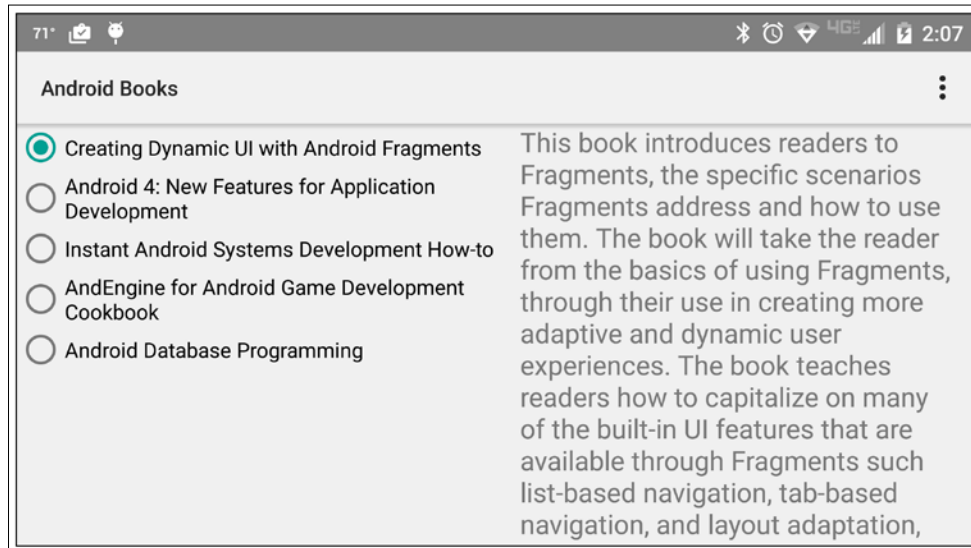 71°
4G
2:07
Android Books
Creating Dynamic UI with Android Fragments
Android 4: New Features for Application
Development
Instant Android Systems Development How-to
AndEngine for Android Game Development
Cookbook
Android Database Programming
This book introduces readers to
Fragments, the specific scenarios
Fragments address and how to use
them. The book will take the reader
from the basics of using Fragments,
through their use in creating more
adaptive and dynamic user
experiences. The book teaches
readers how to capitalize on many
of the built-in UI features that are
available through Fragments such
list-based navigation, tab-based
navigation, and layout adaptation,